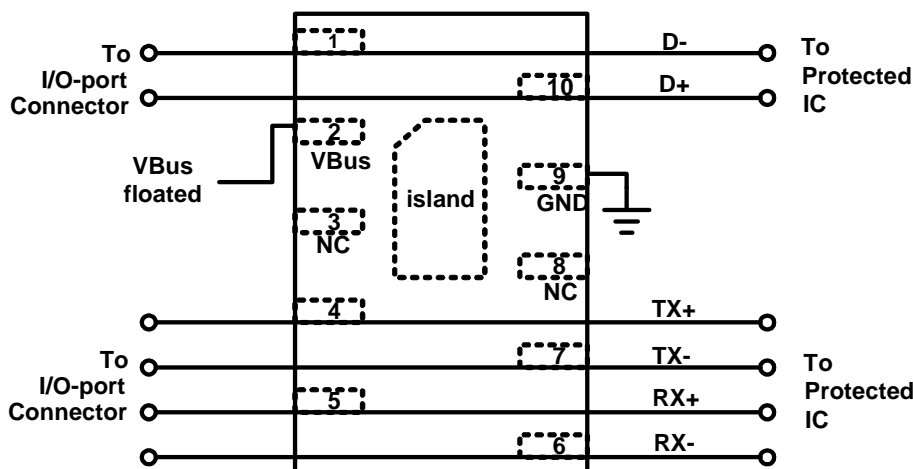 1
D-
To
I/O-port
Connector
To
Protected
IC
10
D+
2
VBus
VBus
floated
island
9
GND
3
NC
8
NC
4
TX+
To
I/O-port
Connector
7
TX-
To
Protected
IC
5
RX+
6
RX-